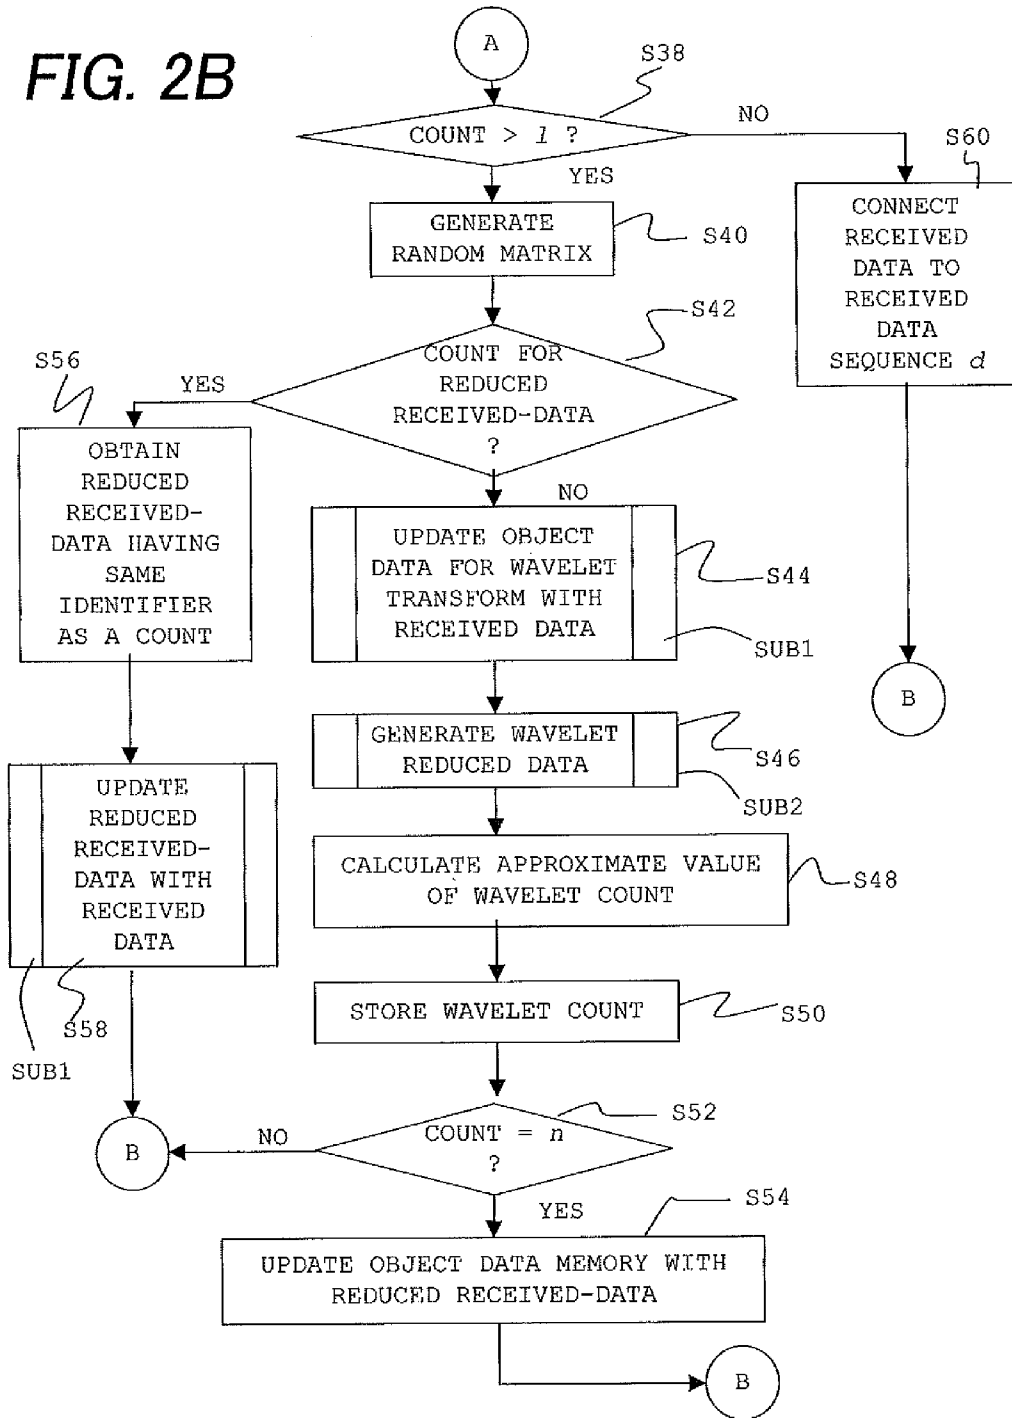 FIG. 2B
A
S38
COUNT > 1 ?
NO
YES
S60
CONNECT
RECEIVED
DATA TO
RECEIVED
DATA
SEQUENCE d
GENERATE
RANDOM MATRIX
S40
S42
COUNT FOR
REDUCED
RECEIVED-DATA
?
S56
YES
NO
OBTAIN
REDUCED
RECEIVED-
DATA HAVING
SAME
IDENTIFIER
AS A COUNT
UPDATE OBJECT
DATA FOR WAVELET
TRANSFORM WITH
RECEIVED DATA
S44
SUB1
B
GENERATE WAVELET
REDUCED DATA
S46
SUB2
UPDATE
REDUCED
RECEIVED-
DATA WITH
RECEIVED
DATA
CALCULATE APPROXIMATE VALUE
OF WAVELET COUNT
S48
STORE WAVELET COUNT
S50
S58
SUB1
S52
COUNT = n
?
NO
B
YES
S54
UPDATE OBJECT DATA MEMORY WITH
REDUCED RECEIVED-DATA
B